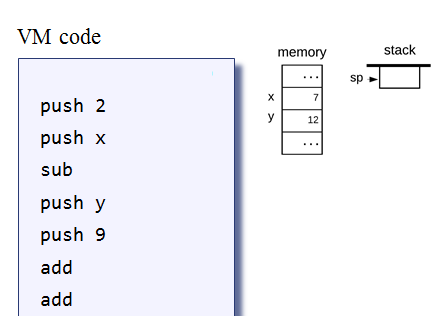 VM code
push 2
push x
sub
push y
push 9
add
add
memory
...
x 7
y 12
...
stack
sp